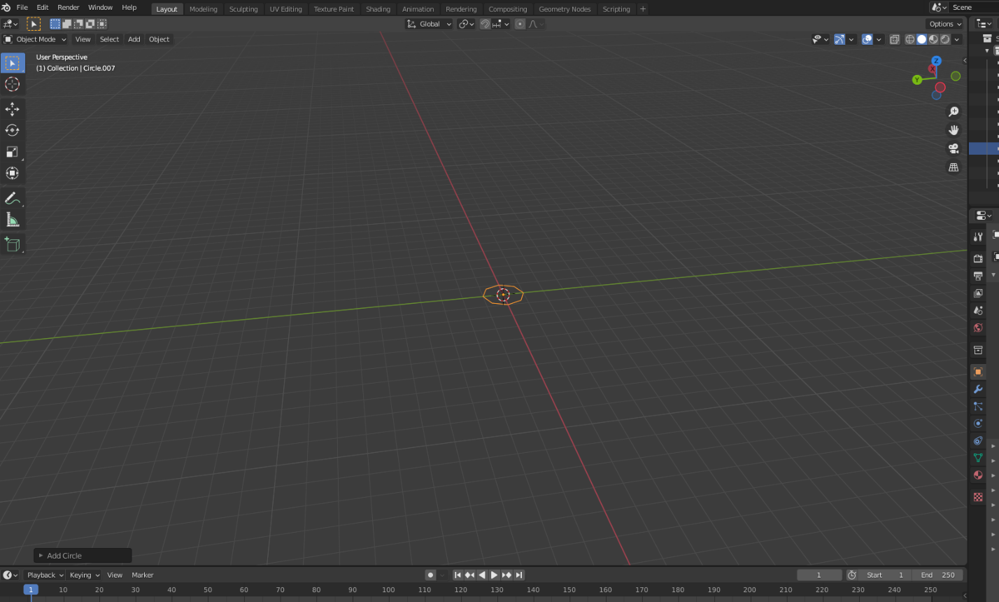 File Edit Render Window Help Layout Modeling Sculpting UV Editing Texture Paint Shading Animation Rendering Compositing Geometry Nodes Scripting + Scene
Global Options
Object Mode View Select Add Object
User Perspective
(1) Collection | Circle.007
Z
X
Y
Add Circle
Playback Keying View Marker 1 Start 1 End 250
1 10 20 30 40 50 60 70 80 90 100 110 120 130 140 150 160 170 180 190 200 210 220 230 240 250